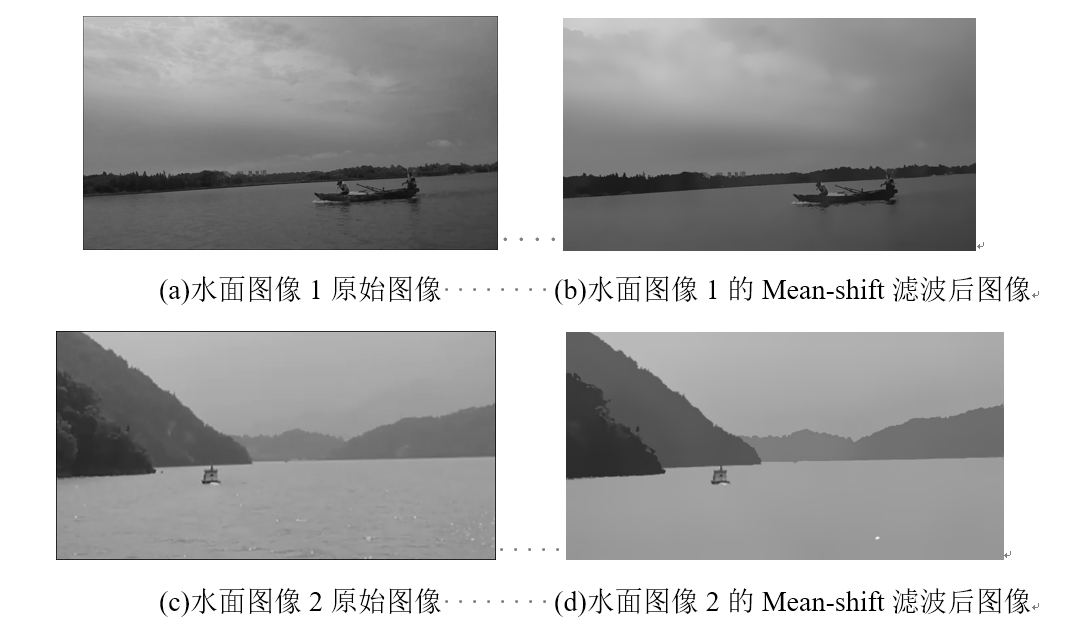 (a)水面图像 1 原始图像 (b)水面图像 1 的 Mean-shift 滤波后图像
(c)水面图像 2 原始图像 (d)水面图像 2 的 Mean-shift 滤波后图像